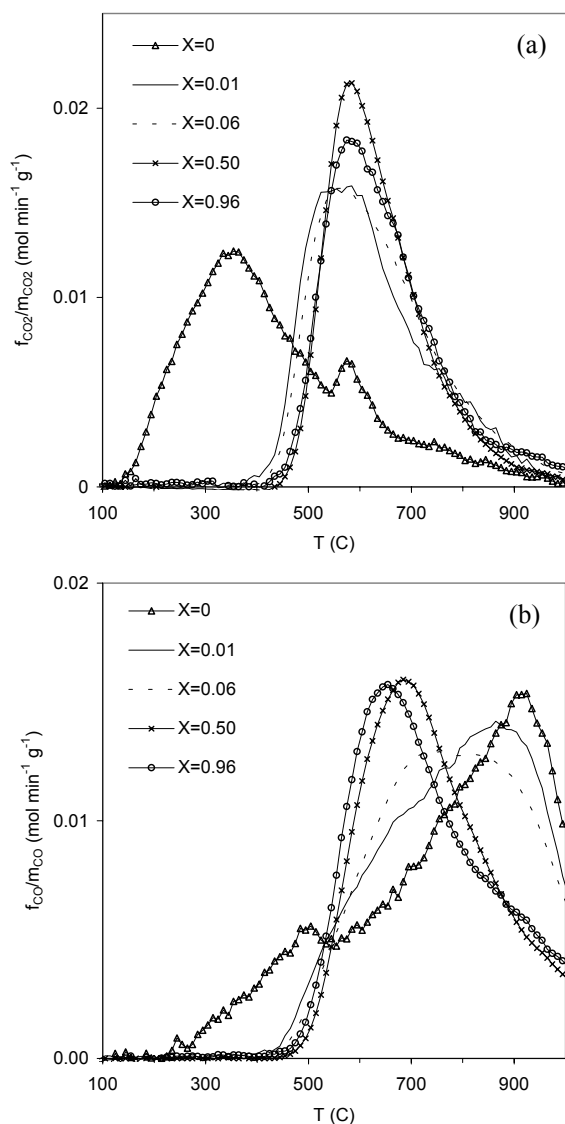 (a)
X=0
X=0.01
X=0.06
X=0.50
X=0.96
0.02
0.01
0
f_CO2/m_CO2 (mol min⁻¹ g⁻¹)
100 300 500 700 900
T (C)
(b)
X=0
X=0.01
X=0.06
X=0.50
X=0.96
0.02
0.01
0.00
f_CO/m_CO (mol min⁻¹ g⁻¹)
100 300 500 700 900
T (C)